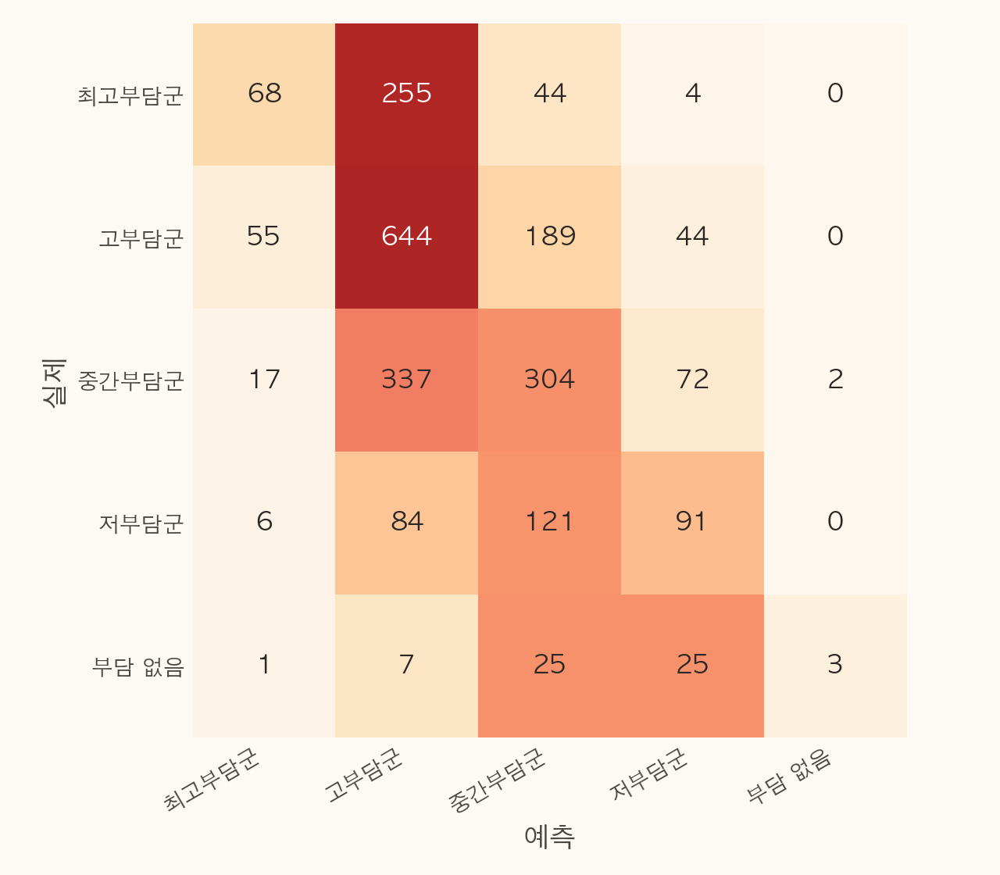 최고부담군 68 255 44 4 0
고부담군 55 644 189 44 0
실제
중간부담군 17 337 304 72 2
저부담군 6 84 121 91 0
부담 없음 1 7 25 25 3
최고부담군 고부담군 중간부담군 저부담군 부담 없음
예측